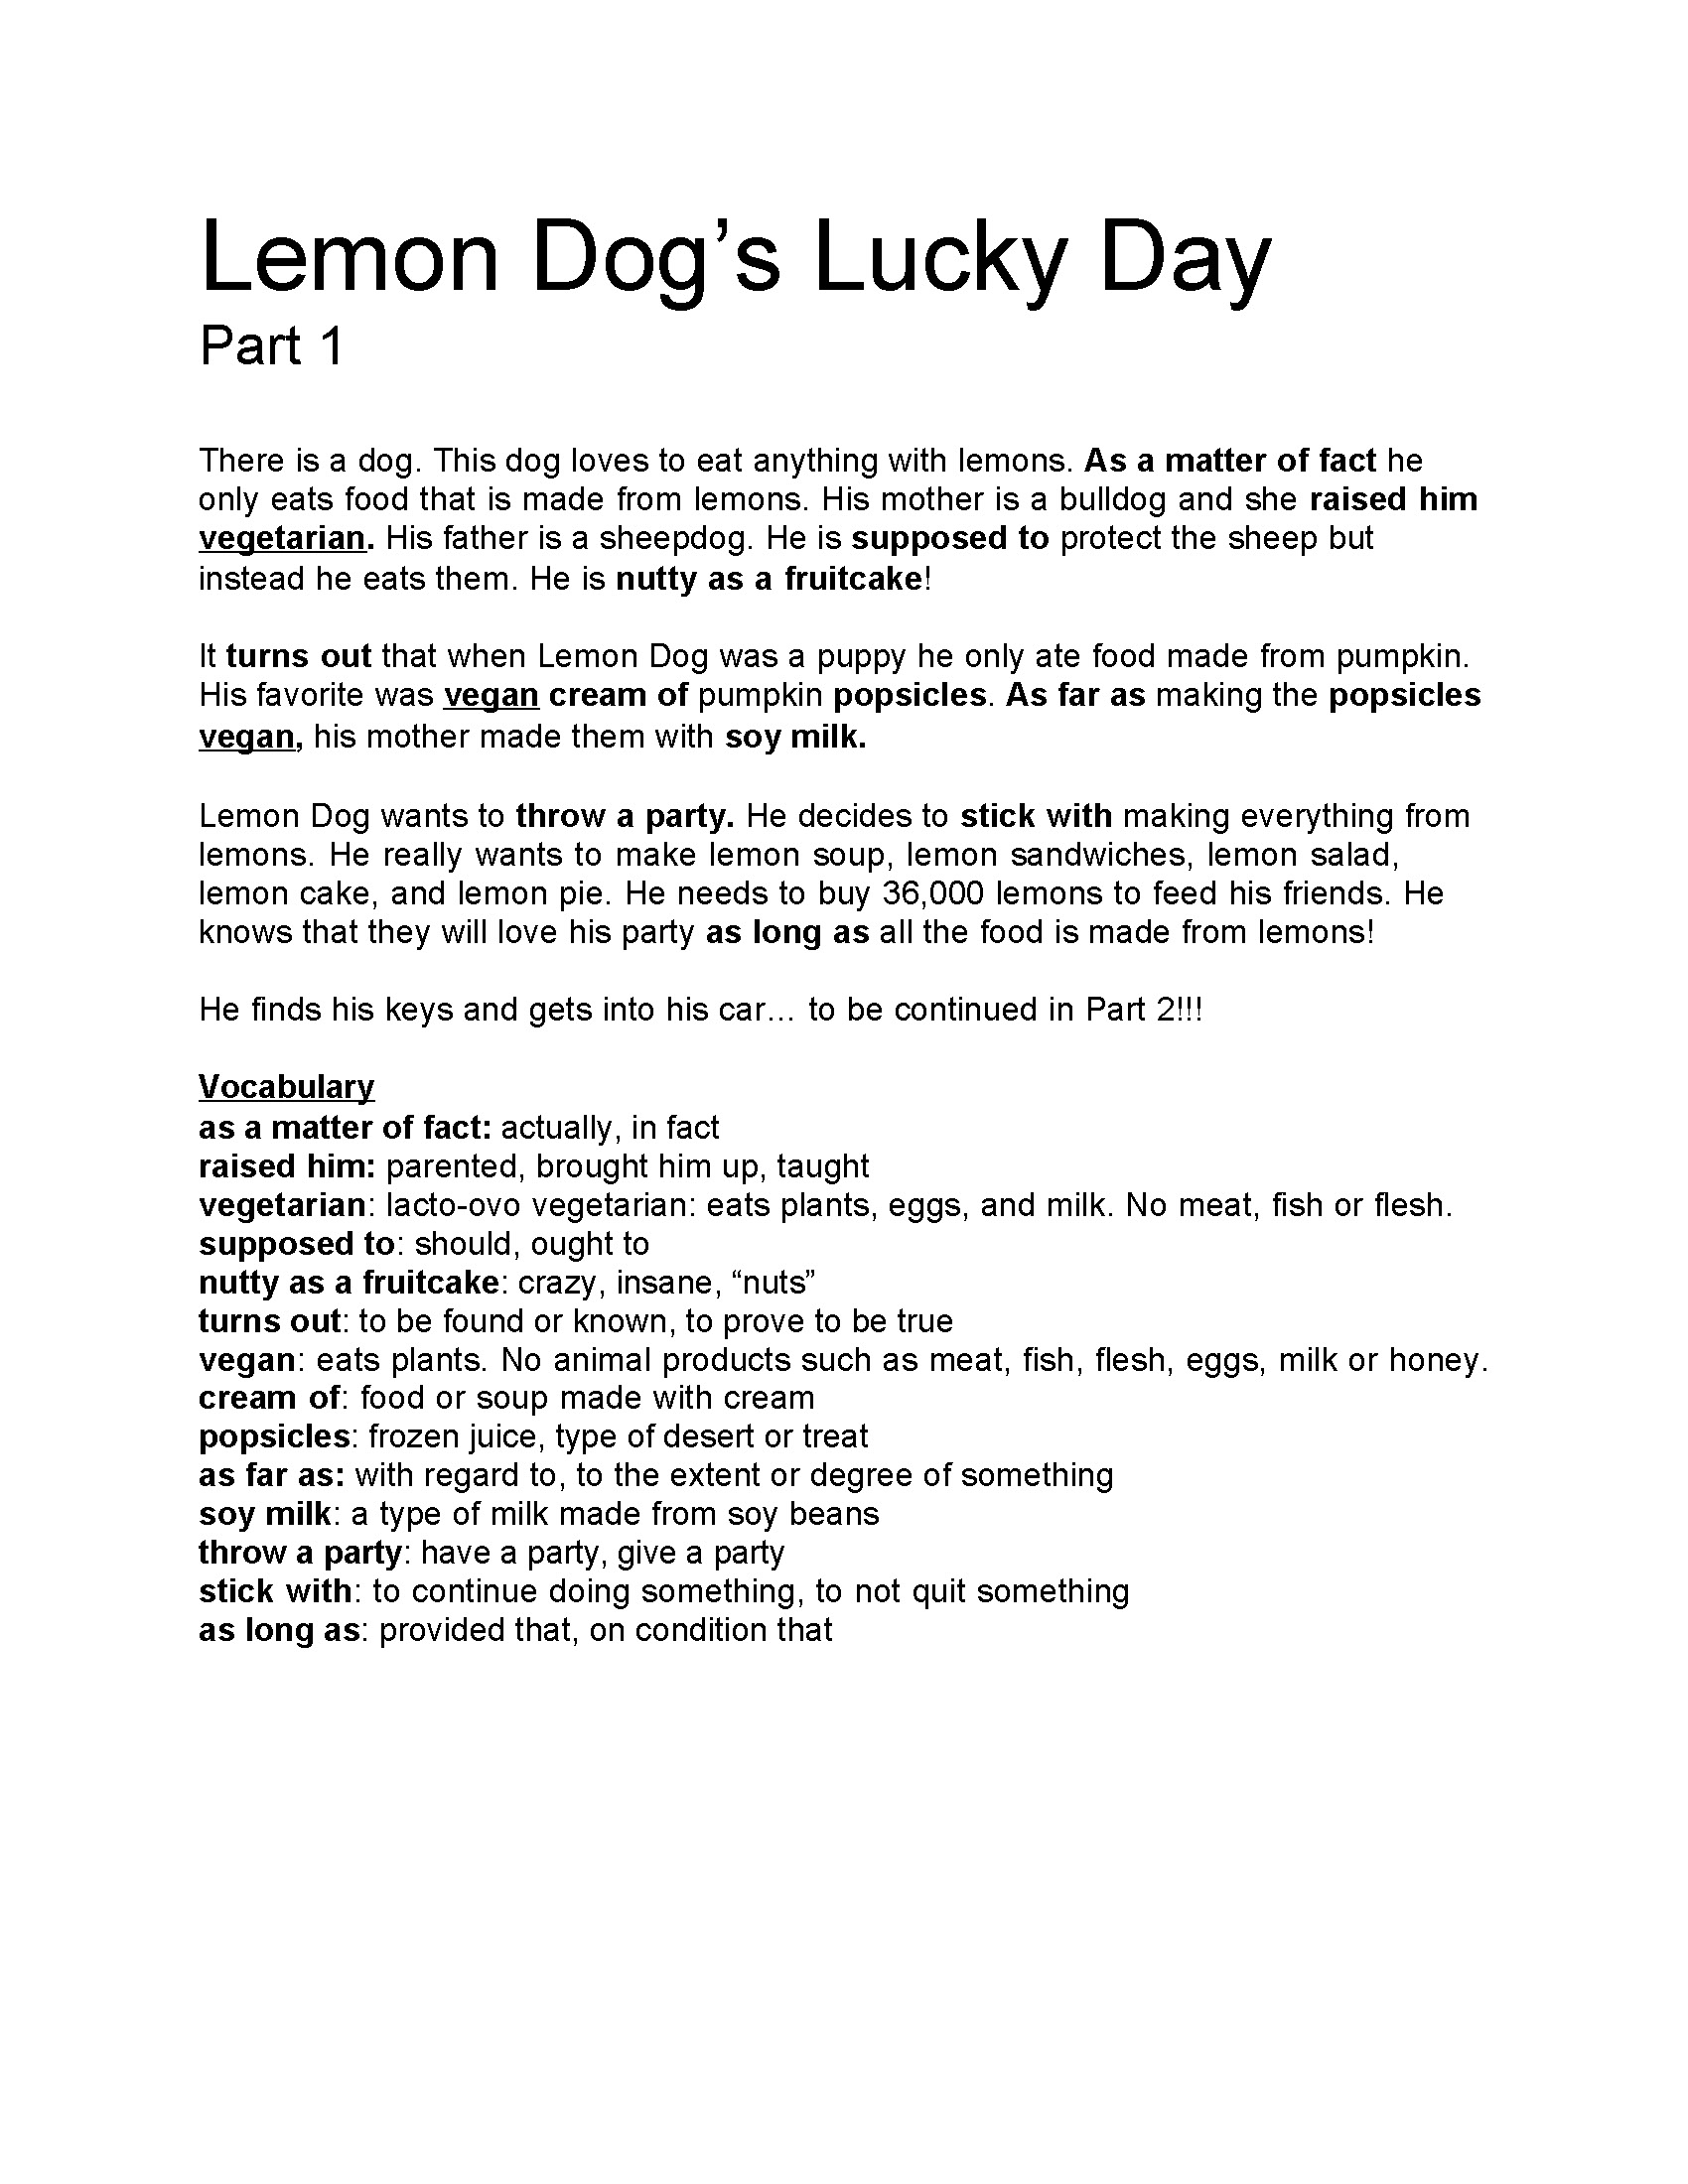 Lemon Dog’s Lucky Day
Part 1
There is a dog. This dog loves to eat anything with lemons. As a matter of fact he
only eats food that is made from lemons. His mother is a bulldog and she raised him
vegetarian. His father is a sheepdog. He is supposed to protect the sheep but
instead he eats them. He is nutty as a fruitcake!
It turns out that when Lemon Dog was a puppy he only ate food made from pumpkin.
His favorite was vegan cream of pumpkin popsicles. As far as making the popsicles
vegan, his mother made them with soy milk.
Lemon Dog wants to throw a party. He decides to stick with making everything from
lemons. He really wants to make lemon soup, lemon sandwiches, lemon salad,
lemon cake, and lemon pie. He needs to buy 36,000 lemons to feed his friends. He
knows that they will love his party as long as all the food is made from lemons!
He finds his keys and gets into his car... to be continued in Part 2!!!
Vocabulary
as a matter of fact: actually, in fact
raised him: parented, brought him up, taught
vegetarian: lacto-ovo vegetarian: eats plants, eggs, and milk. No meat, fish or flesh.
supposed to: should, ought to
nutty as a fruitcake: crazy, insane, “nuts”
turns out: to be found or known, to prove to be true
vegan: eats plants. No animal products such as meat, fish, flesh, eggs, milk or honey.
cream of: food or soup made with cream
popsicles: frozen juice, type of desert or treat
as far as: with regard to, to the extent or degree of something
soy milk: a type of milk made from soy beans
throw a party: have a party, give a party
stick with: to continue doing something, to not quit something
as long as: provided that, on condition that